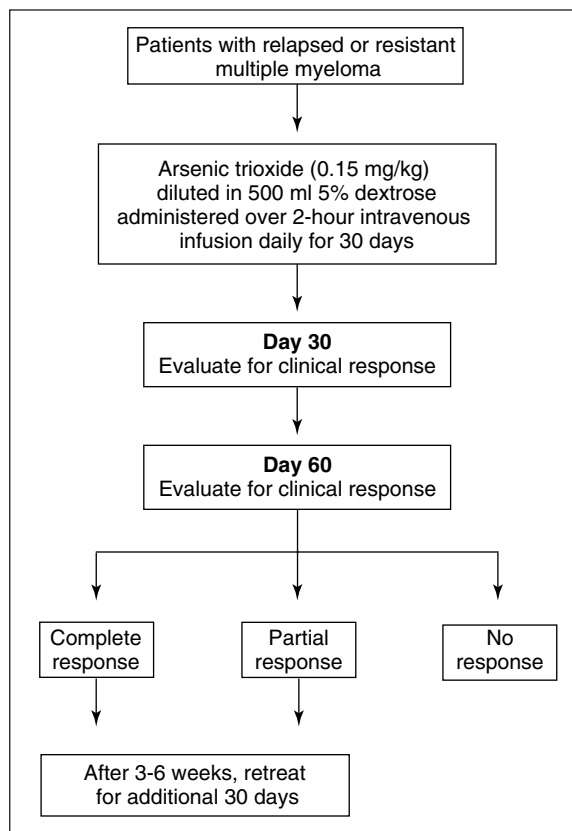 Patients with relapsed or resistant
multiple myeloma
Arsenic trioxide (0.15 mg/kg)
diluted in 500 ml 5% dextrose
administered over 2-hour intravenous
infusion daily for 30 days
Day 30
Evaluate for clinical response
Day 60
Evaluate for clinical response
Complete
response
Partial
response
No
response
After 3-6 weeks, retreat
for additional 30 days